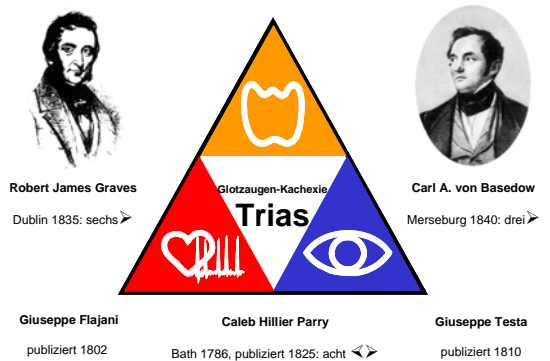 Robert James Graves
Dublin 1835: sechs➢
Glotzaugen-Kachexie
Trias
Carl A. von Basedow
Merseburg 1840: drei➢
Giuseppe Flajani
publiziert 1802
Caleb Hillier Parry
Bath 1786, publiziert 1825: acht ⮘➢
Giuseppe Testa
publiziert 1810